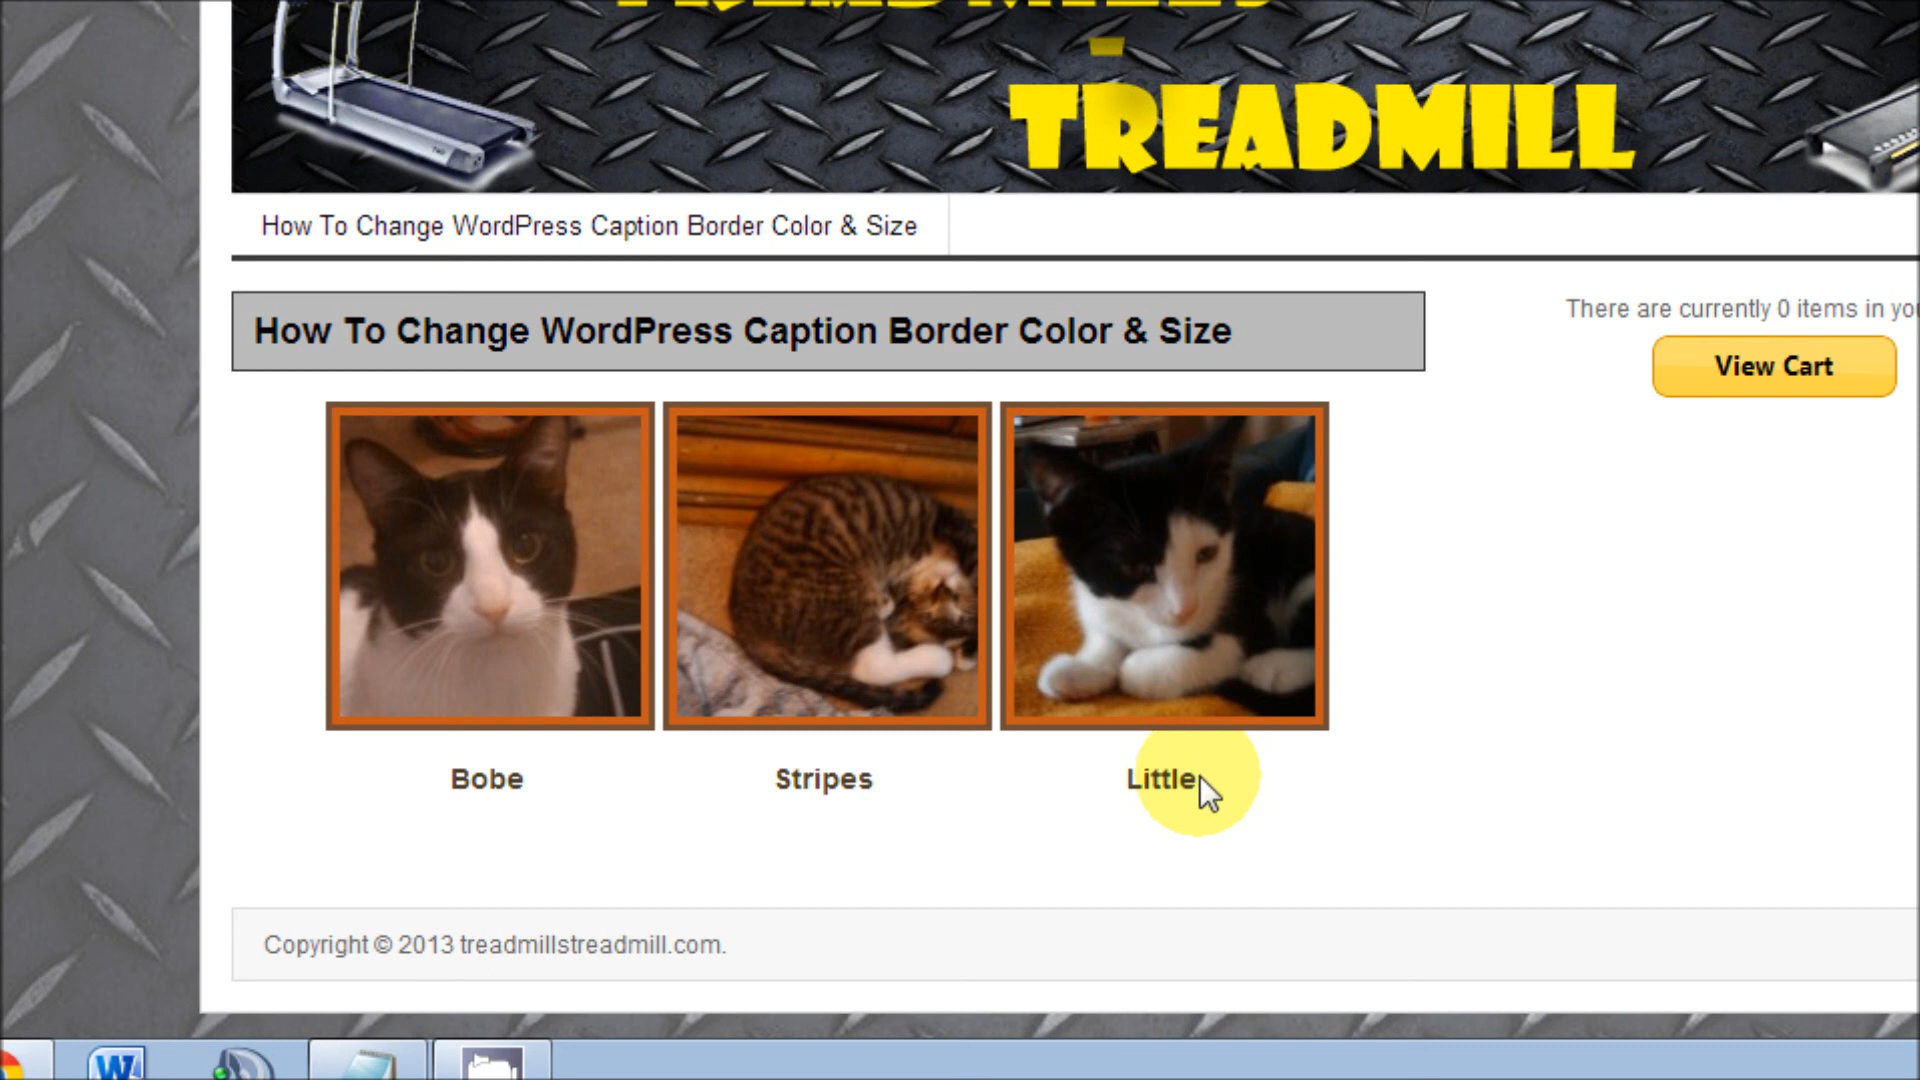 TREADMILLS
-
TREADMILL
How To Change WordPress Caption Border Color & Size
How To Change WordPress Caption Border Color & Size
There are currently 0 items in
View Cart
Bobe
Stripes
Little
Copyright © 2013 treadmillstreadmill.com.
W